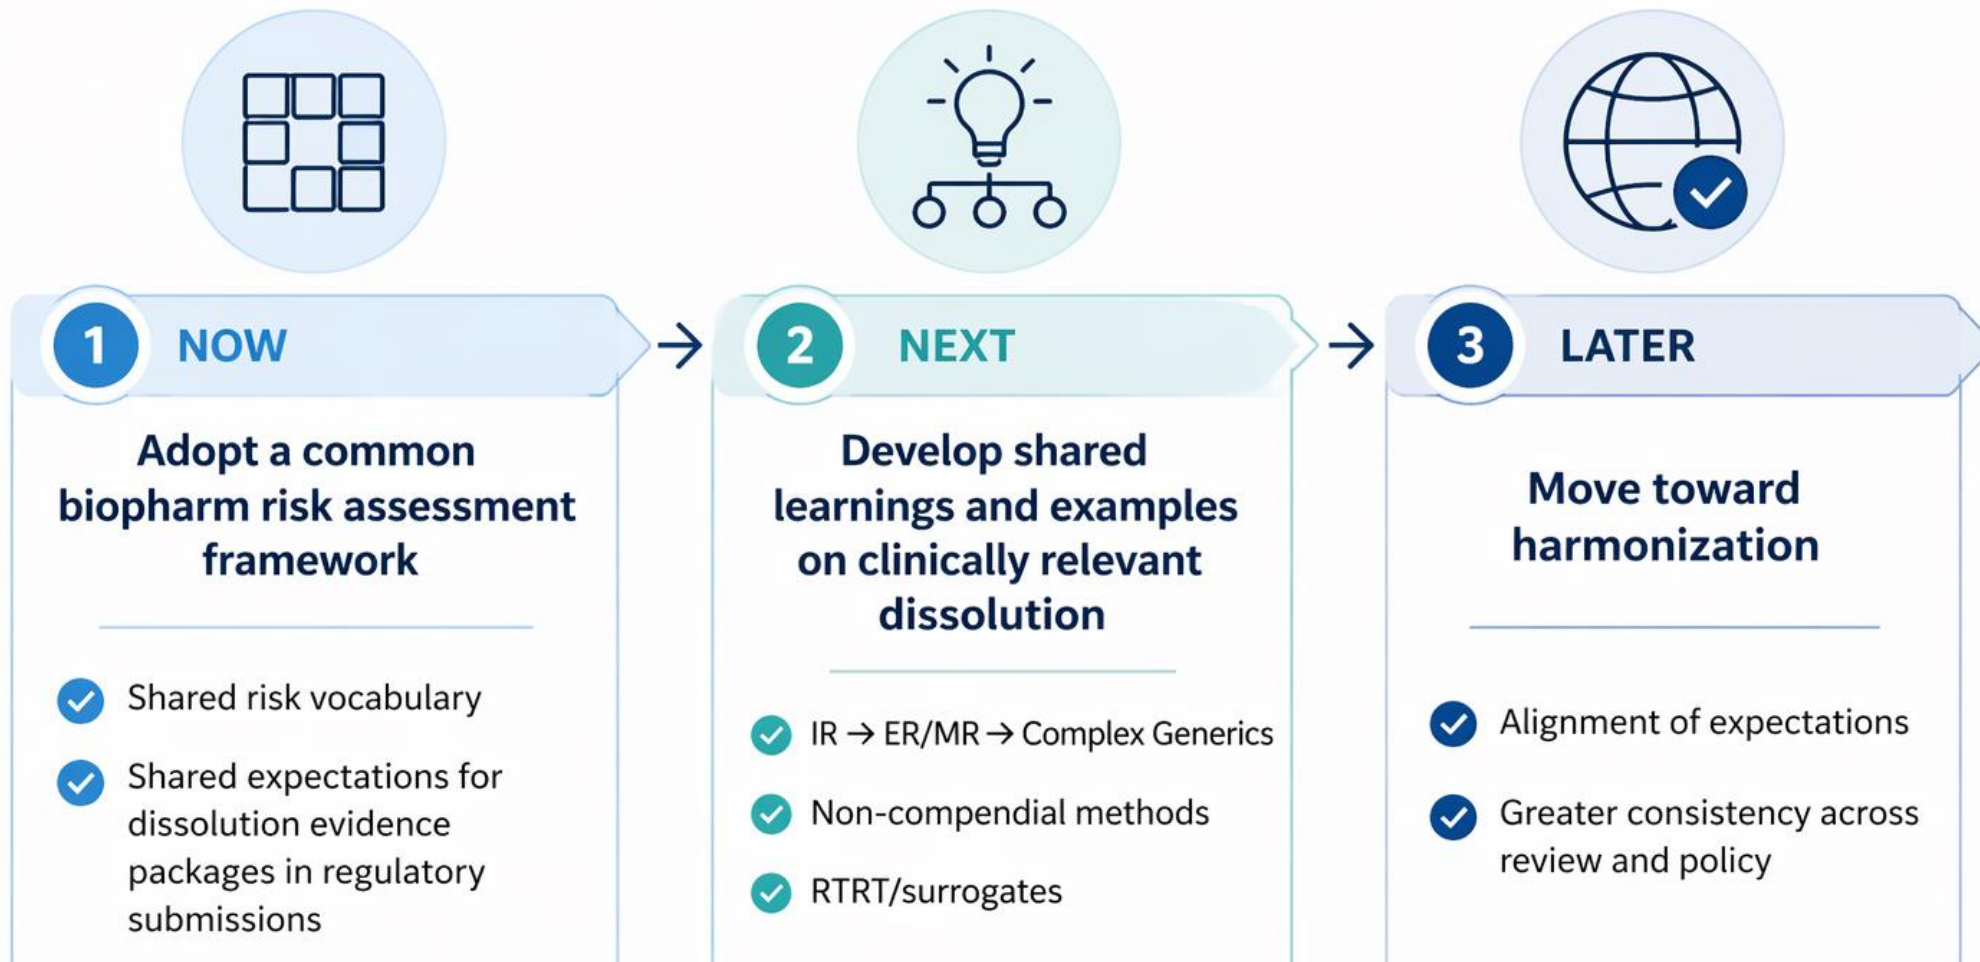 1 NOW
Adopt a common
biopharm risk assessment
framework
Shared risk vocabulary
Shared expectations for
dissolution evidence
packages in regulatory
submissions
2 NEXT
Develop shared
learnings and examples
on clinically relevant
dissolution
IR → ER/MR → Complex Generics
Non-compendial methods
RTRT/surrogates
3 LATER
Move toward
harmonization
Alignment of expectations
Greater consistency across
review and policy